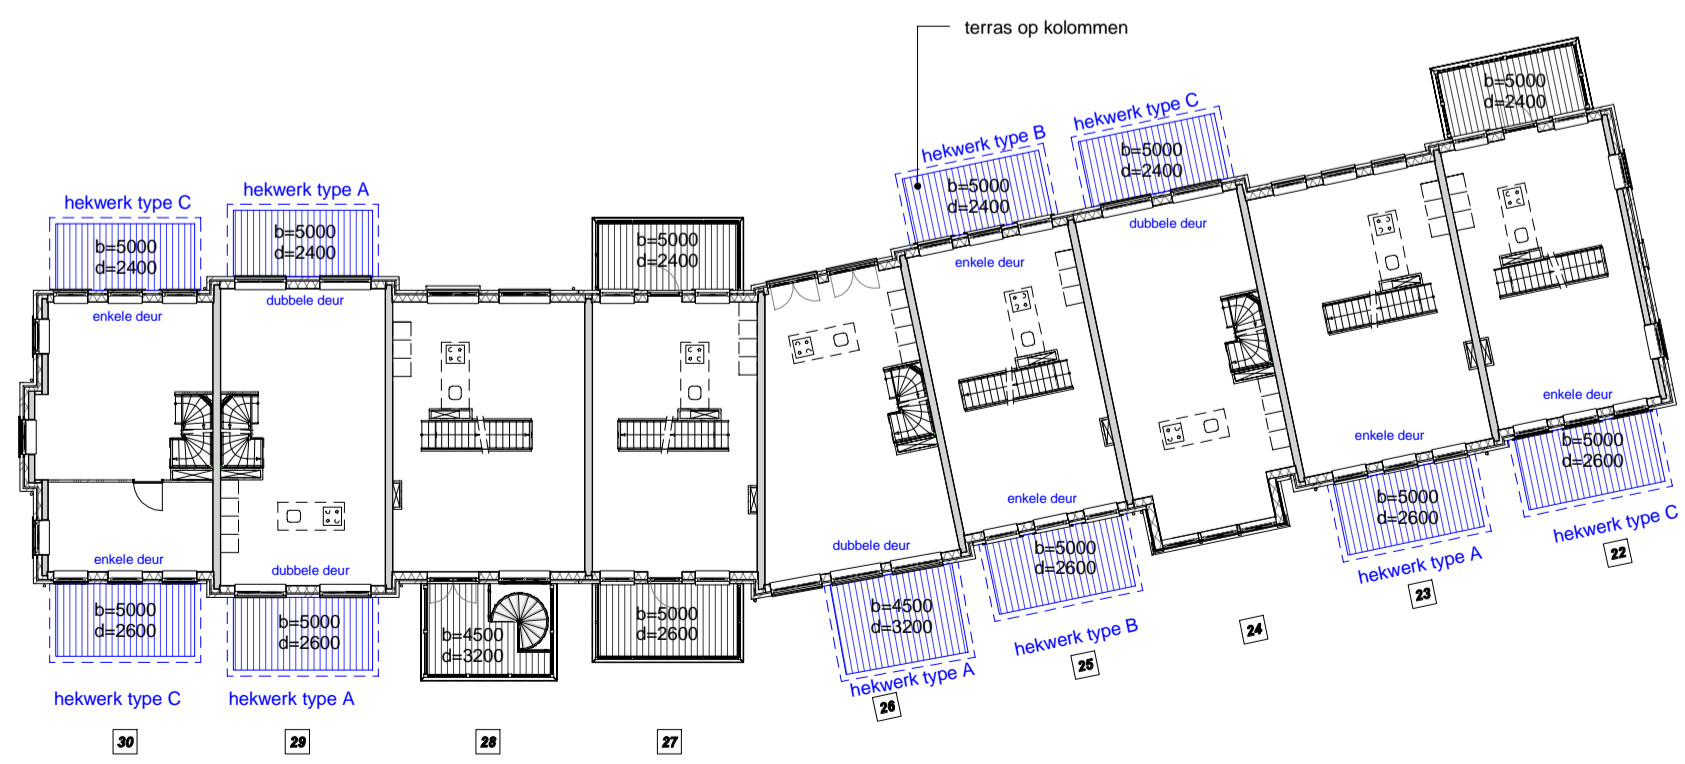 terras op kolommen
b=5000
d=2400
hekwerk type C
hekwerk type B
b=5000
d=2400
b=5000
d=2400
hekwerk type A
hekwerk type C
b=5000
d=2400
b=5000
d=2400
b=5000
d=2400
dubbele deur
enkele deur
dubbele deur
enkele deur
enkele deur
enkele deur
enkele deur
dubbele deur
enkele deur
dubbele deur
b=5000
d=2600
b=5000
d=2600
b=5000
d=2600
b=4500
d=3200
b=5000
d=2600
b=4500
d=3200
b=5000
d=2600
b=5000
d=2600
hekwerk type C
hekwerk type A
hekwerk type B
hekwerk type A
hekwerk type C
hekwerk type A
22
23
24
25
26
30
29
28
27